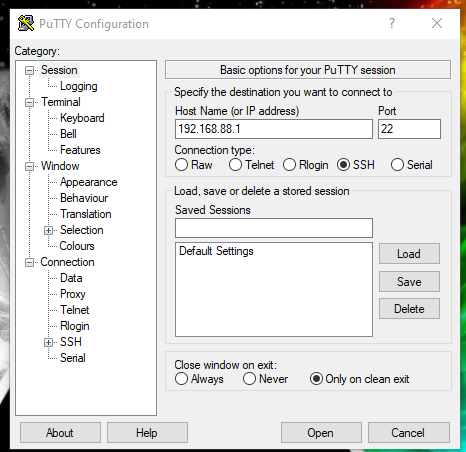 PuTTY Configuration
Category:
Session
Logging
Terminal
Keyboard
Bell
Features
Window
Appearance
Behaviour
Translation
Selection
Colours
Connection
Data
Proxy
Telnet
Rlogin
SSH
Serial
Basic options for your PuTTY session
Specify the destination you want to connect to
Host Name (or IP address) Port
192.168.88.1 22
Connection type:
Raw Telnet Rlogin SSH Serial
Load, save or delete a stored session
Saved Sessions
Default Settings
Load
Save
Delete
Close window on exit:
Always Never Only on clean exit
About Help Open Cancel